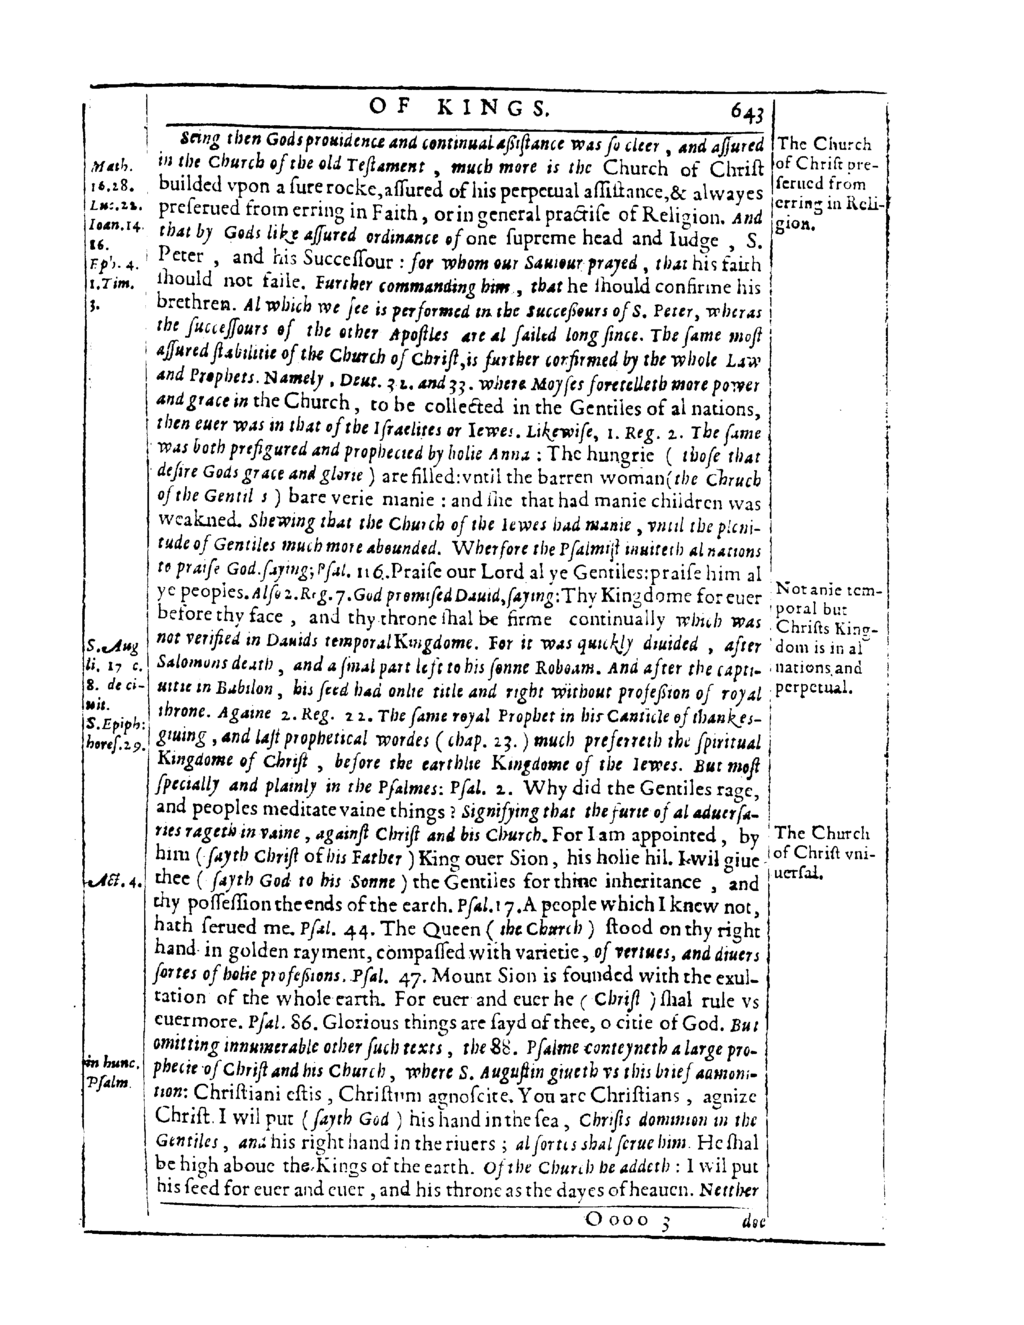 OF KINGS. 643
Seing then Gods prouidence and continual aſsiſtance was ſo cleer, and aſſured
in the Church of the old Teſtament, much more is the Church of Chriſt
builded vpon a ſure rocke, aſſured of his perpetual aſſiſtance, & alwayes
preſerued from erring in Faith, or in general practiſe of Religion. And
that by Gods like aſſured ordinance of one ſupreme head and Iudge, S.
Peter, and his Succeſſour: for whom our Sauiour prayed, that his faith
ſhould not faile. Further commanding him, that he ſhould confirme his
brethren. Al which we ſee is performed in the ſucceſſours of S. Peter, wheras
the ſucceſſours of the other Apoſtles are al failed long ſince. The ſame moſt
aſſured ſtabilitie of the Church of Chriſt, is further confirmed by the whole Law
and Prophets. Namely, Deut. 32. and 33. where Moyſes foretelleth more power
and grace in the Church, to be collected in the Gentiles of al nations,
then euer was in that of the Iſraelites or Iewes. Likewiſe, 1. Reg. 2. The ſame
was both prefigured and prophecied by holie Anna: The hungrie (thoſe that
deſire Gods grace and glorie) are filled: vntil the barren woman (the Chruch
of the Gentil s) bare verie manie: and ſhe that had manie children was
weakned. Shewing that the Church of the Iewes had manie, vntil the pleni-
tude of Gentiles much more abounded. Wherfore the Pſalmiſt inuiteth al nations
to praiſe God, ſaying; Pſal. 116. Praiſe our Lord al ye Gentiles: praiſe him al
ye peoples. Alſo 2. Reg. 7. God promiſed Dauid, ſaying: Thy Kingdome for euer
before thy face, and thy throne ſhal be firme continually which was
not verified in Dauids temporal Kingdome. For it was quickly diuided, after
Salomons death, and a ſmal part left to his ſonne Roboam. And after the capti-
uitie in Babilon, his ſeed had onlie title and right without profeſsion of royal
throne. Againe 2. Reg. 22. The ſame royal Prophet in his Canticle of thankeſ-
giuing, and laſt prophetical wordes (chap. 23.) much preferreth the ſpiritual
Kingdome of Chriſt, before the earthlie Kingdome of the Iewes. But moſt
ſpecially and plainly in the Pſalmes: Pſal. 2. Why did the Gentiles rage,
and peoples meditate vaine things? Signifying that the furie of al aduerſa-
ries rageth in vaine, againſt Chriſt and his Church. For I am appointed, by
him (ſayth Chriſt of his Father) King ouer Sion, his holie hil. I wil giue
thee (ſayth God to his Sonne) the Gentiles for thine inheritance, and
thy poſſeſſion the ends of the earth. Pſal. 17. A people which I knew not,
hath ſerued me. Pſal. 44. The Queen (the Church) ſtood on thy right
hand in golden rayment, compaſſed with varietie, of vertues, and diuers
ſortes of holie profeſsions. Pſal. 47. Mount Sion is founded with the exul-
tation of the whole earth. For euer and euer he (Chriſt) ſhal rule vs
euermore. Pſal. 86. Glorious things are ſayd of thee, o citie of God. But
omitting innumerable other ſuch texts, the 88. Pſalme conteyneth a large pro-
phecie of Chriſt and his Church, where S. Auguſtin giueth vs this brief admoni-
tion: Chriſtiani eſtis, Chriſtum agnoſcite. You are Chriſtians, agnize
Chriſt. I wil put (ſayth God) his hand in the ſea, Chriſts dominion in the
Gentiles, and his right hand in the riuers; al ſortes shal ſerue him. He ſhal
be high aboue the Kings of the earth. Of the Church he addeth: I wil put
his ſeed for euer and euer, and his throne as the dayes of heauen. Neither
O o o o 3 doe
Math.
16.28.
Luc. 22.
Ioan. 14.
16.
Eph. 4.
1. Tim.
3.
S. Aug
li. 17 c.
8. de ci-
uit.
S. Epiph:
horeſ. 29.
Act. 4.
in hunc.
Pſalm.
The Church
of Chriſt pre-
ſerued from
erring in Reli-
gion.
Not anie tem-
poral but
Chriſts King-
dom is in al
nations, and
perpetual.
The Church
of Chriſt vni-
uerſal.